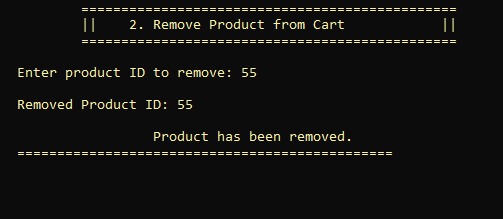 ===============================================
|| 2. Remove Product from Cart ||
===============================================
Enter product ID to remove: 55
Removed Product ID: 55
Product has been removed.
===============================================